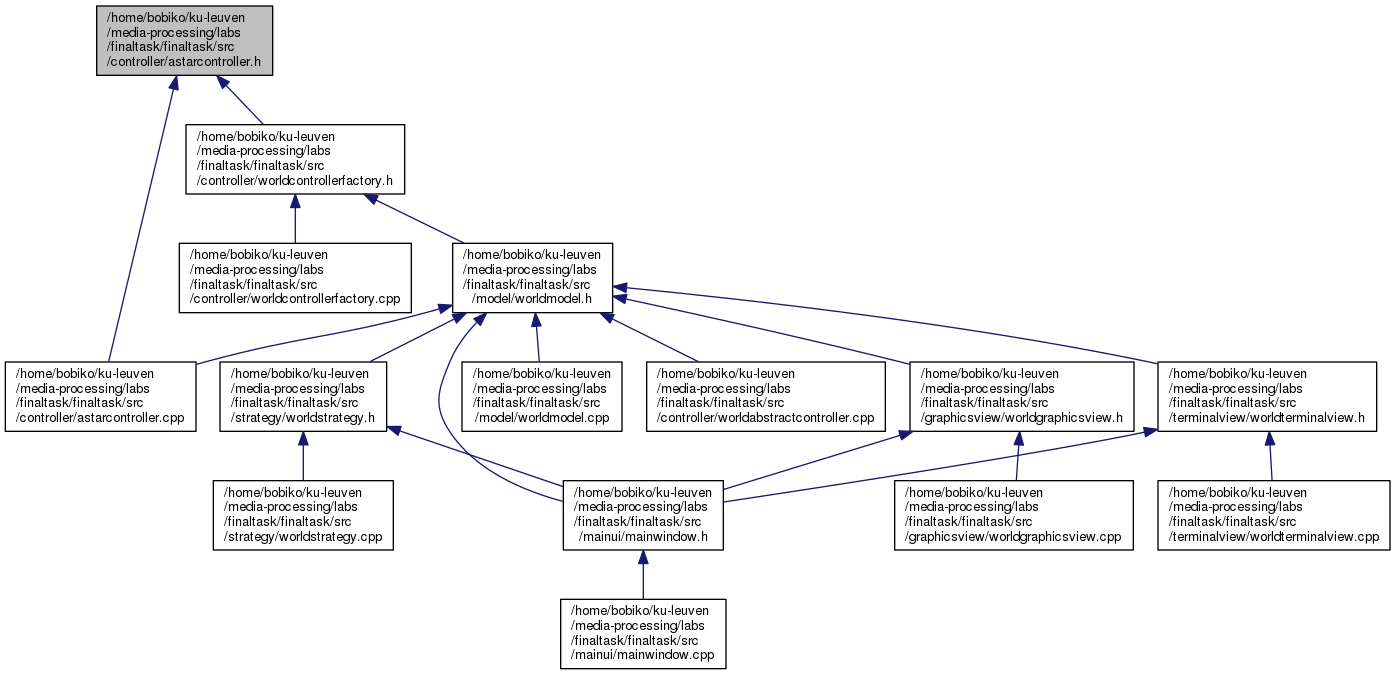 /home/bobiko/ku-leuven
/media-processing/labs
/finaltask/finaltask/src
/controller/astarcontroller.h
/home/bobiko/ku-leuven
/media-processing/labs
/finaltask/finaltask/src
/controller/worldcontrollerfactory.h
/home/bobiko/ku-leuven
/media-processing/labs
/finaltask/finaltask/src
/controller/worldcontrollerfactory.cpp
/home/bobiko/ku-leuven
/media-processing/labs
/finaltask/finaltask/src
/model/worldmodel.h
/home/bobiko/ku-leuven
/media-processing/labs
/finaltask/finaltask/src
/controller/astarcontroller.cpp
/home/bobiko/ku-leuven
/media-processing/labs
/finaltask/finaltask/src
/strategy/worldstrategy.h
/home/bobiko/ku-leuven
/media-processing/labs
/finaltask/finaltask/src
/model/worldmodel.cpp
/home/bobiko/ku-leuven
/media-processing/labs
/finaltask/finaltask/src
/controller/worldabstractcontroller.cpp
/home/bobiko/ku-leuven
/media-processing/labs
/finaltask/finaltask/src
/graphicsview/worldgraphicsview.h
/home/bobiko/ku-leuven
/media-processing/labs
/finaltask/finaltask/src
/terminalview/worldterminalview.h
/home/bobiko/ku-leuven
/media-processing/labs
/finaltask/finaltask/src
/strategy/worldstrategy.cpp
/home/bobiko/ku-leuven
/media-processing/labs
/finaltask/finaltask/src
/mainui/mainwindow.h
/home/bobiko/ku-leuven
/media-processing/labs
/finaltask/finaltask/src
/graphicsview/worldgraphicsview.cpp
/home/bobiko/ku-leuven
/media-processing/labs
/finaltask/finaltask/src
/terminalview/worldterminalview.cpp
/home/bobiko/ku-leuven
/media-processing/labs
/finaltask/finaltask/src
/mainui/mainwindow.cpp